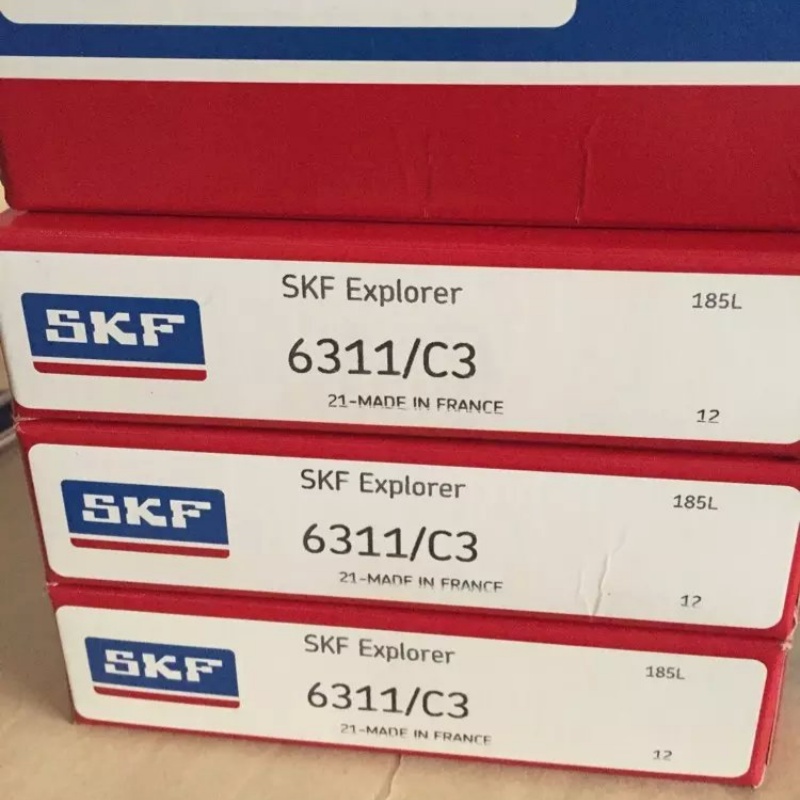 SKF
SKF Explorer
185L
6311/C3
21-MADE IN FRANCE
12
SKF
SKF Explorer
185L
6311/C3
21-MADE IN FRANCE
12
SKF
SKF Explorer
185L
6311/C3
21-MADE IN FRANCE
12